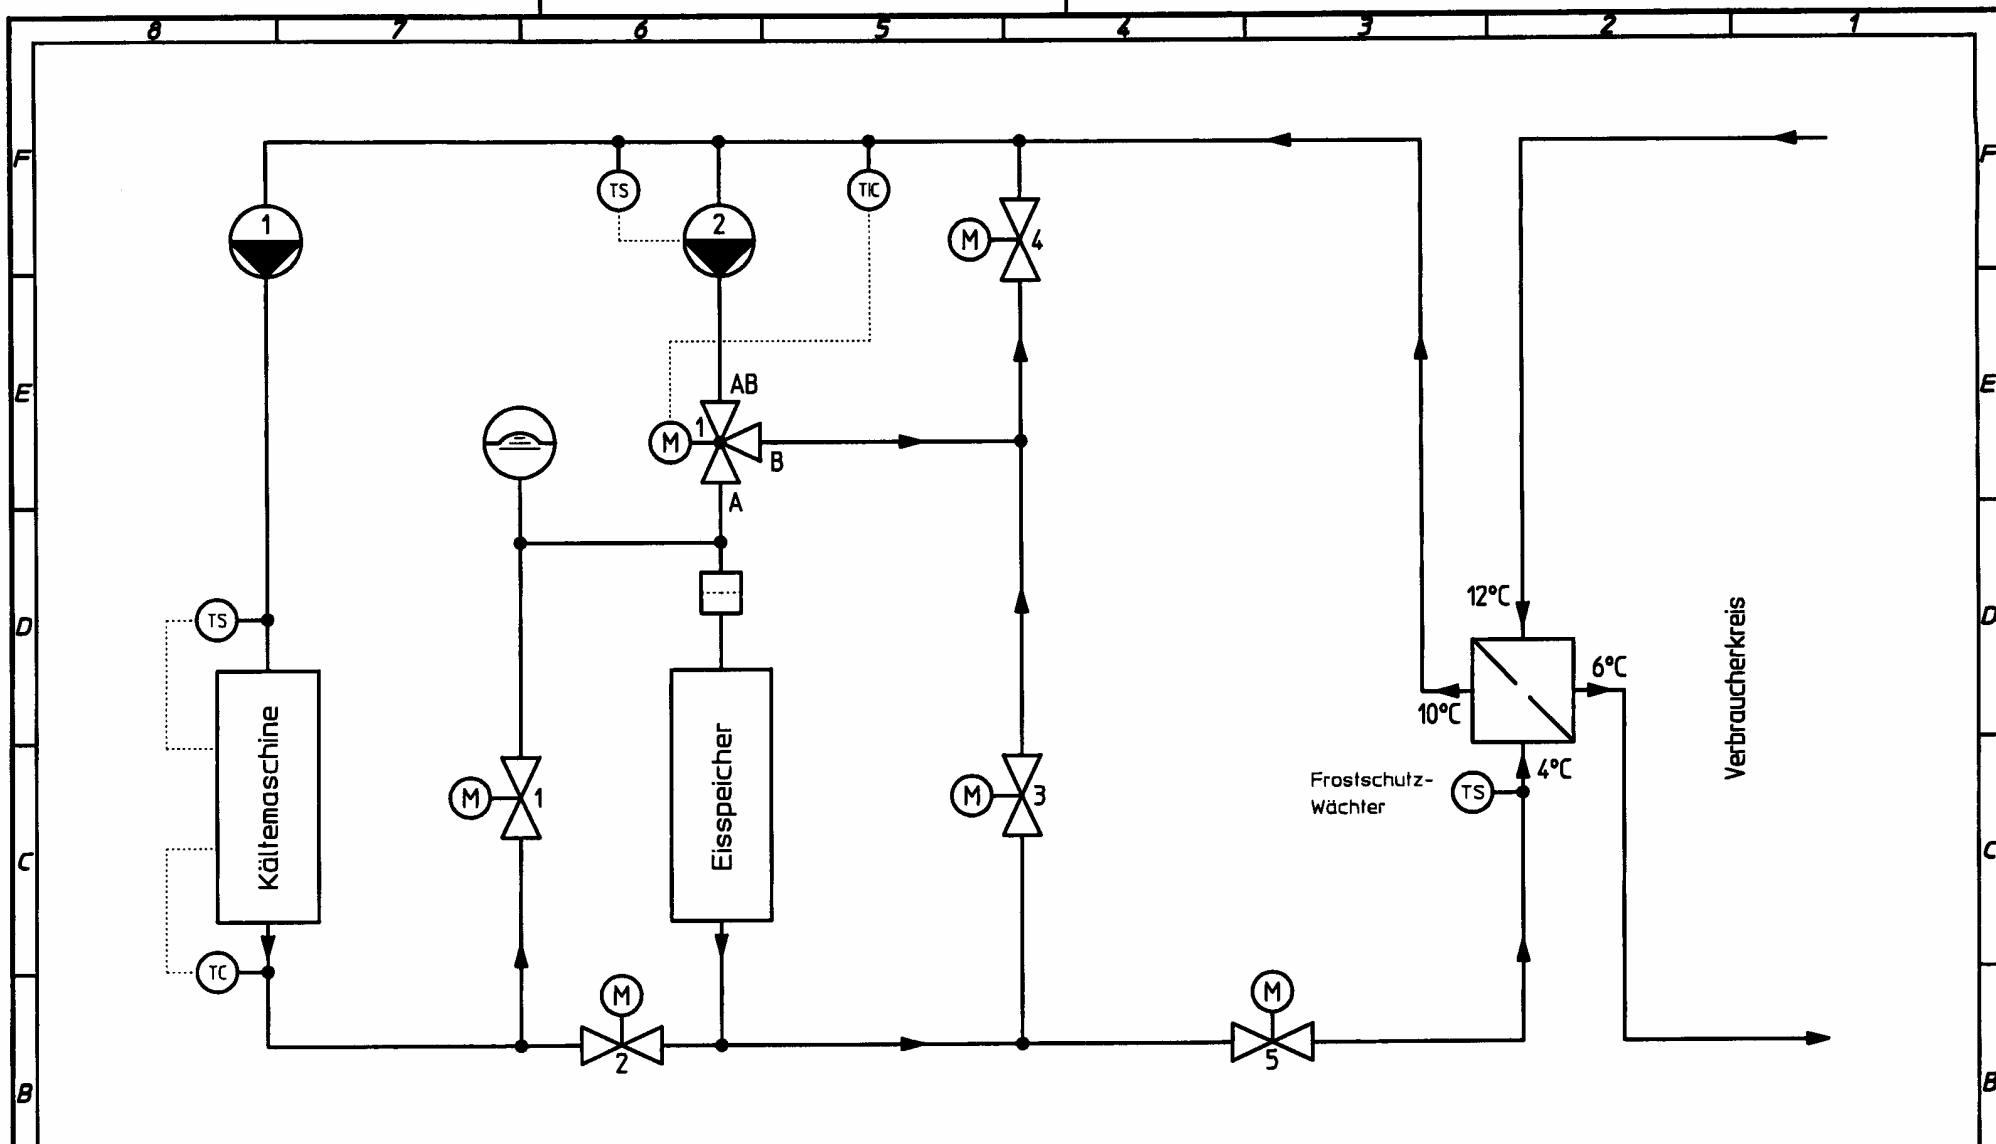 8 7 6 5 4 3 2 1
F F
1
TS
2
TIC
M 4
E E
AB
M 1
B
A
D D
TS
12°C
6°C
10°C
Verbraucherkreis
Kältemaschine
M 1
Eisspeicher
M 3
Frostschutz-
Wächter
TS
4°C
C C
TC
M
2
M
5
B B